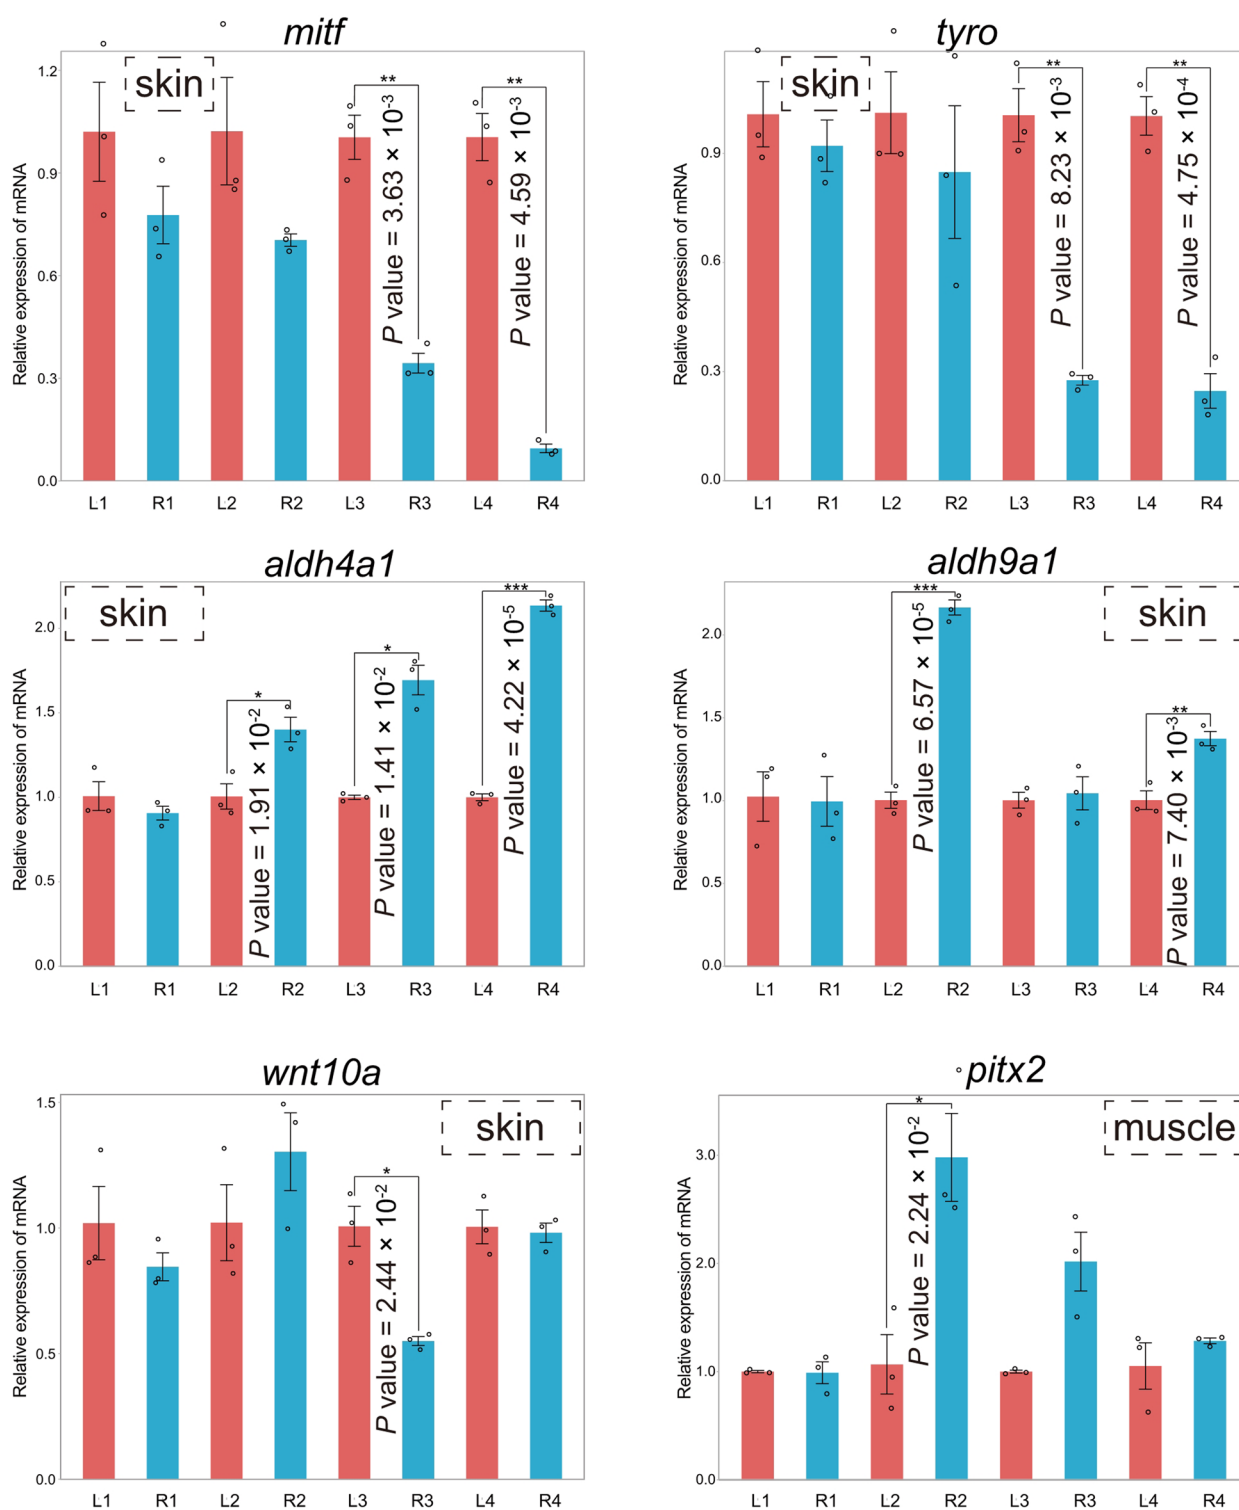 mitf
skin
Relative expression of mRNA
1.2
0.9
0.6
0.3
0.0
**
P value = 3.63 × 10-3
**
P value = 4.59 × 10-3
L1 R1 L2 R2 L3 R3 L4 R4
tyro
skin
Relative expression of mRNA
0.9
0.6
0.3
0.0
**
P value = 8.23 × 10-3
**
P value = 4.75 × 10-4
L1 R1 L2 R2 L3 R3 L4 R4
aldh4a1
skin
Relative expression of mRNA
2.0
1.5
1.0
0.5
0.0
*
P value = 1.91 × 10-2
*
P value = 1.41 × 10-2
***
P value = 4.22 × 10-5
L1 R1 L2 R2 L3 R3 L4 R4
aldh9a1
skin
Relative expression of mRNA
2.0
1.5
1.0
0.5
0.0
***
P value = 6.57 × 10-5
**
P value = 7.40 × 10-3
L1 R1 L2 R2 L3 R3 L4 R4
wnt10a
skin
Relative expression of mRNA
1.5
1.0
0.5
0.0
*
P value = 2.44 × 10-2
L1 R1 L2 R2 L3 R3 L4 R4
pitx2
muscle
Relative expression of mRNA
3.0
2.0
1.0
0.0
*
P value = 2.24 × 10-2
L1 R1 L2 R2 L3 R3 L4 R4